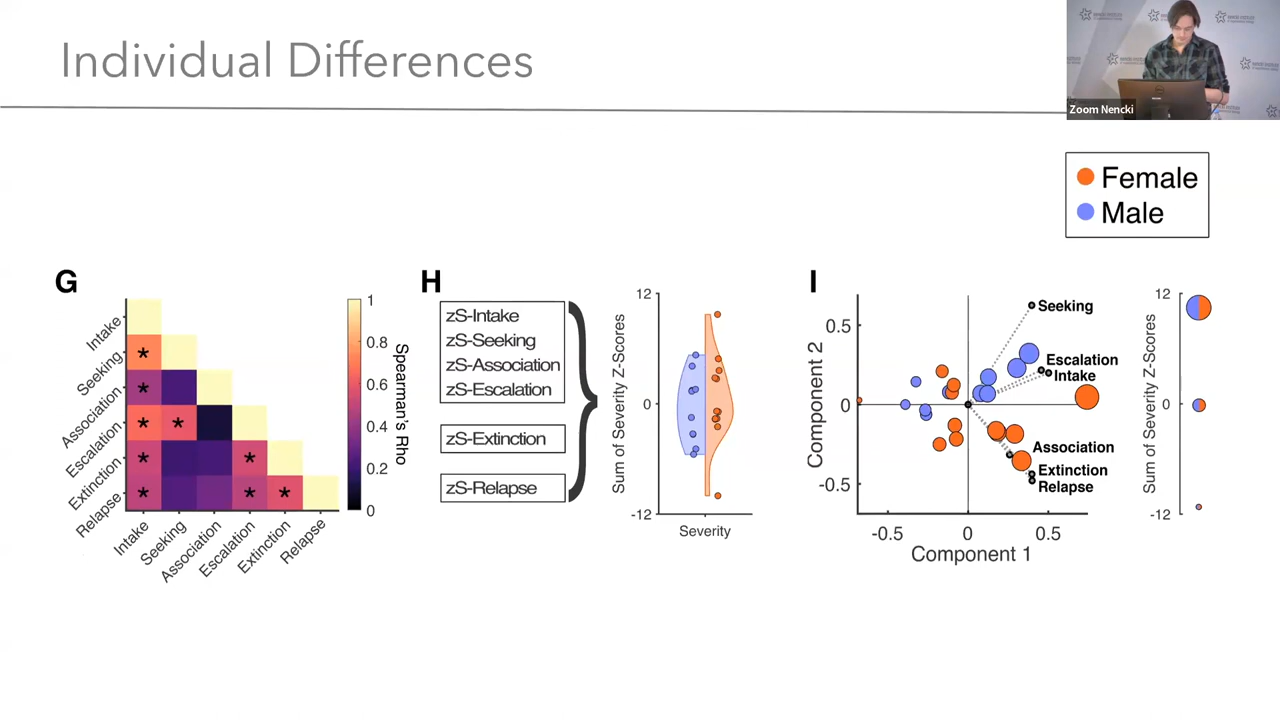 Individual Differences
Zoom Nencki
Female
Male
G
Intake
Seeking
Association
Escalation
Extinction
Relapse
Intake
Seeking
Association
Escalation
Extinction
Relapse
*
*
* *
* *
* * *
1
0.8
0.6
0.4
0.2
0
Spearman's Rho
H
zS-Intake
zS-Seeking
zS-Association
zS-Escalation
zS-Extinction
zS-Relapse
Sum of Severity Z-Scores
12
0
-12
Severity
I
Component 2
0.5
0
-0.5
-0.5 0 0.5
Component 1
Seeking
Escalation
Intake
Association
Extinction
Relapse
Sum of Severity Z-Scores
12
0
-12